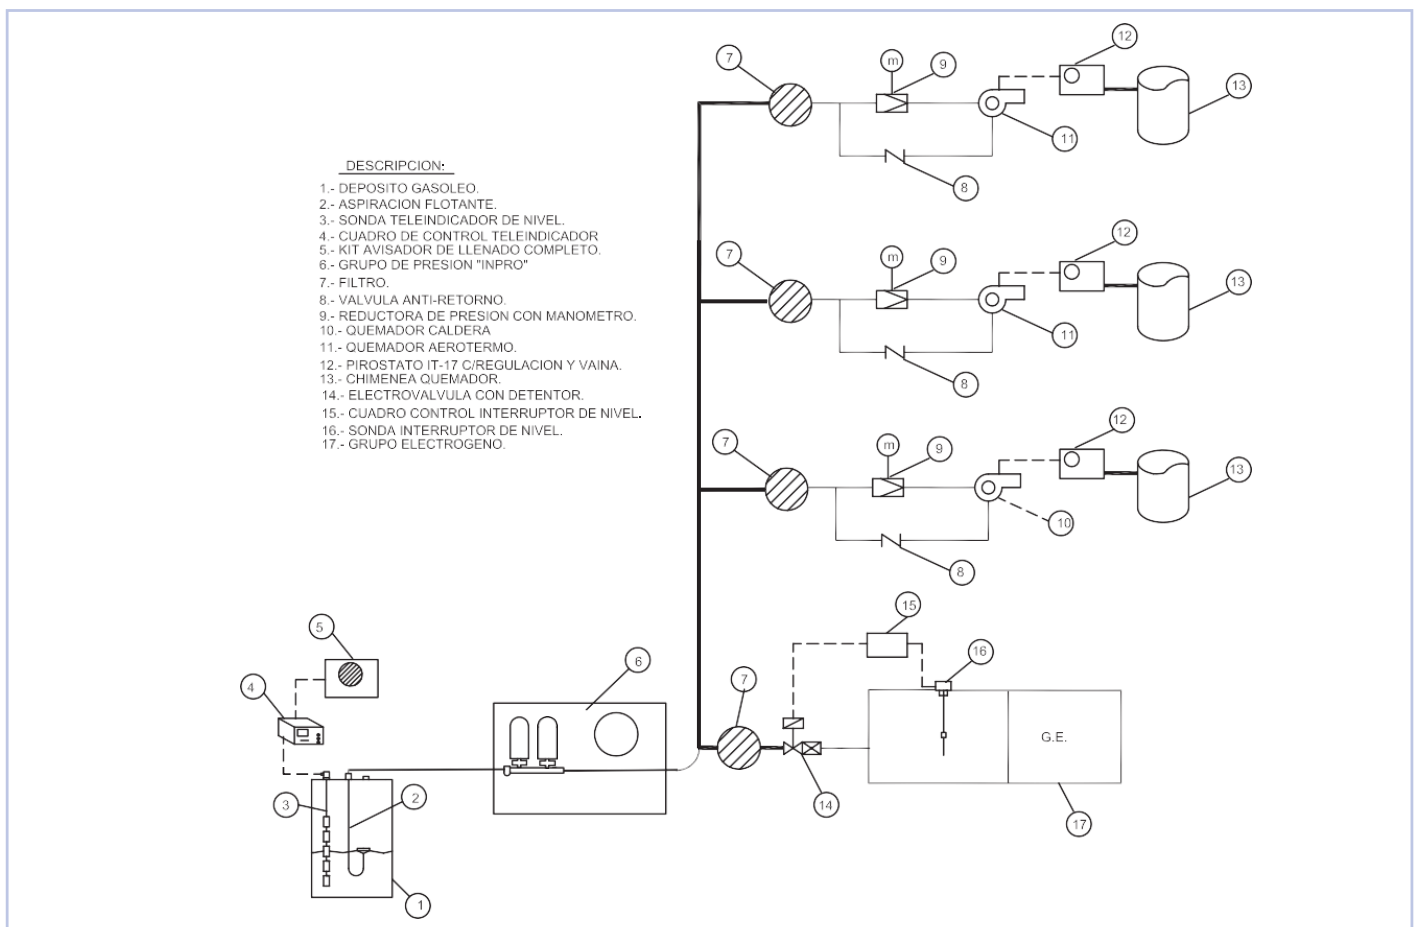 7
m
9
12
13
11
8
DESCRIPCION:
1.- DEPOSITO GASOLEO.
2.- ASPIRACION FLOTANTE.
3.- SONDA TELEINDICADOR DE NIVEL.
4.- CUADRO DE CONTROL TELEINDICADOR
5.- KIT AVISADOR DE LLENADO COMPLETO.
6.- GRUPO DE PRESION "INPRO"
7.- FILTRO.
8.- VALVULA ANTI-RETORNO.
9.- REDUCTORA DE PRESION CON MANOMETRO.
10.- QUEMADOR CALDERA
11.- QUEMADOR AEROTERMO.
12.- PIROSTATO IT-17 C/REGULACION Y VAINA.
13.- CHIMENEA QUEMADOR.
14.- ELECTROVALVULA CON DETENTOR.
15.- CUADRO CONTROL INTERRUPTOR DE NIVEL.
16.- SONDA INTERRUPTOR DE NIVEL.
17.- GRUPO ELECTROGENO.
7
m
9
12
13
11
8
7
m
9
12
13
10
8
5
4
6
7
15
16
G.E.
3
2
14
17
1